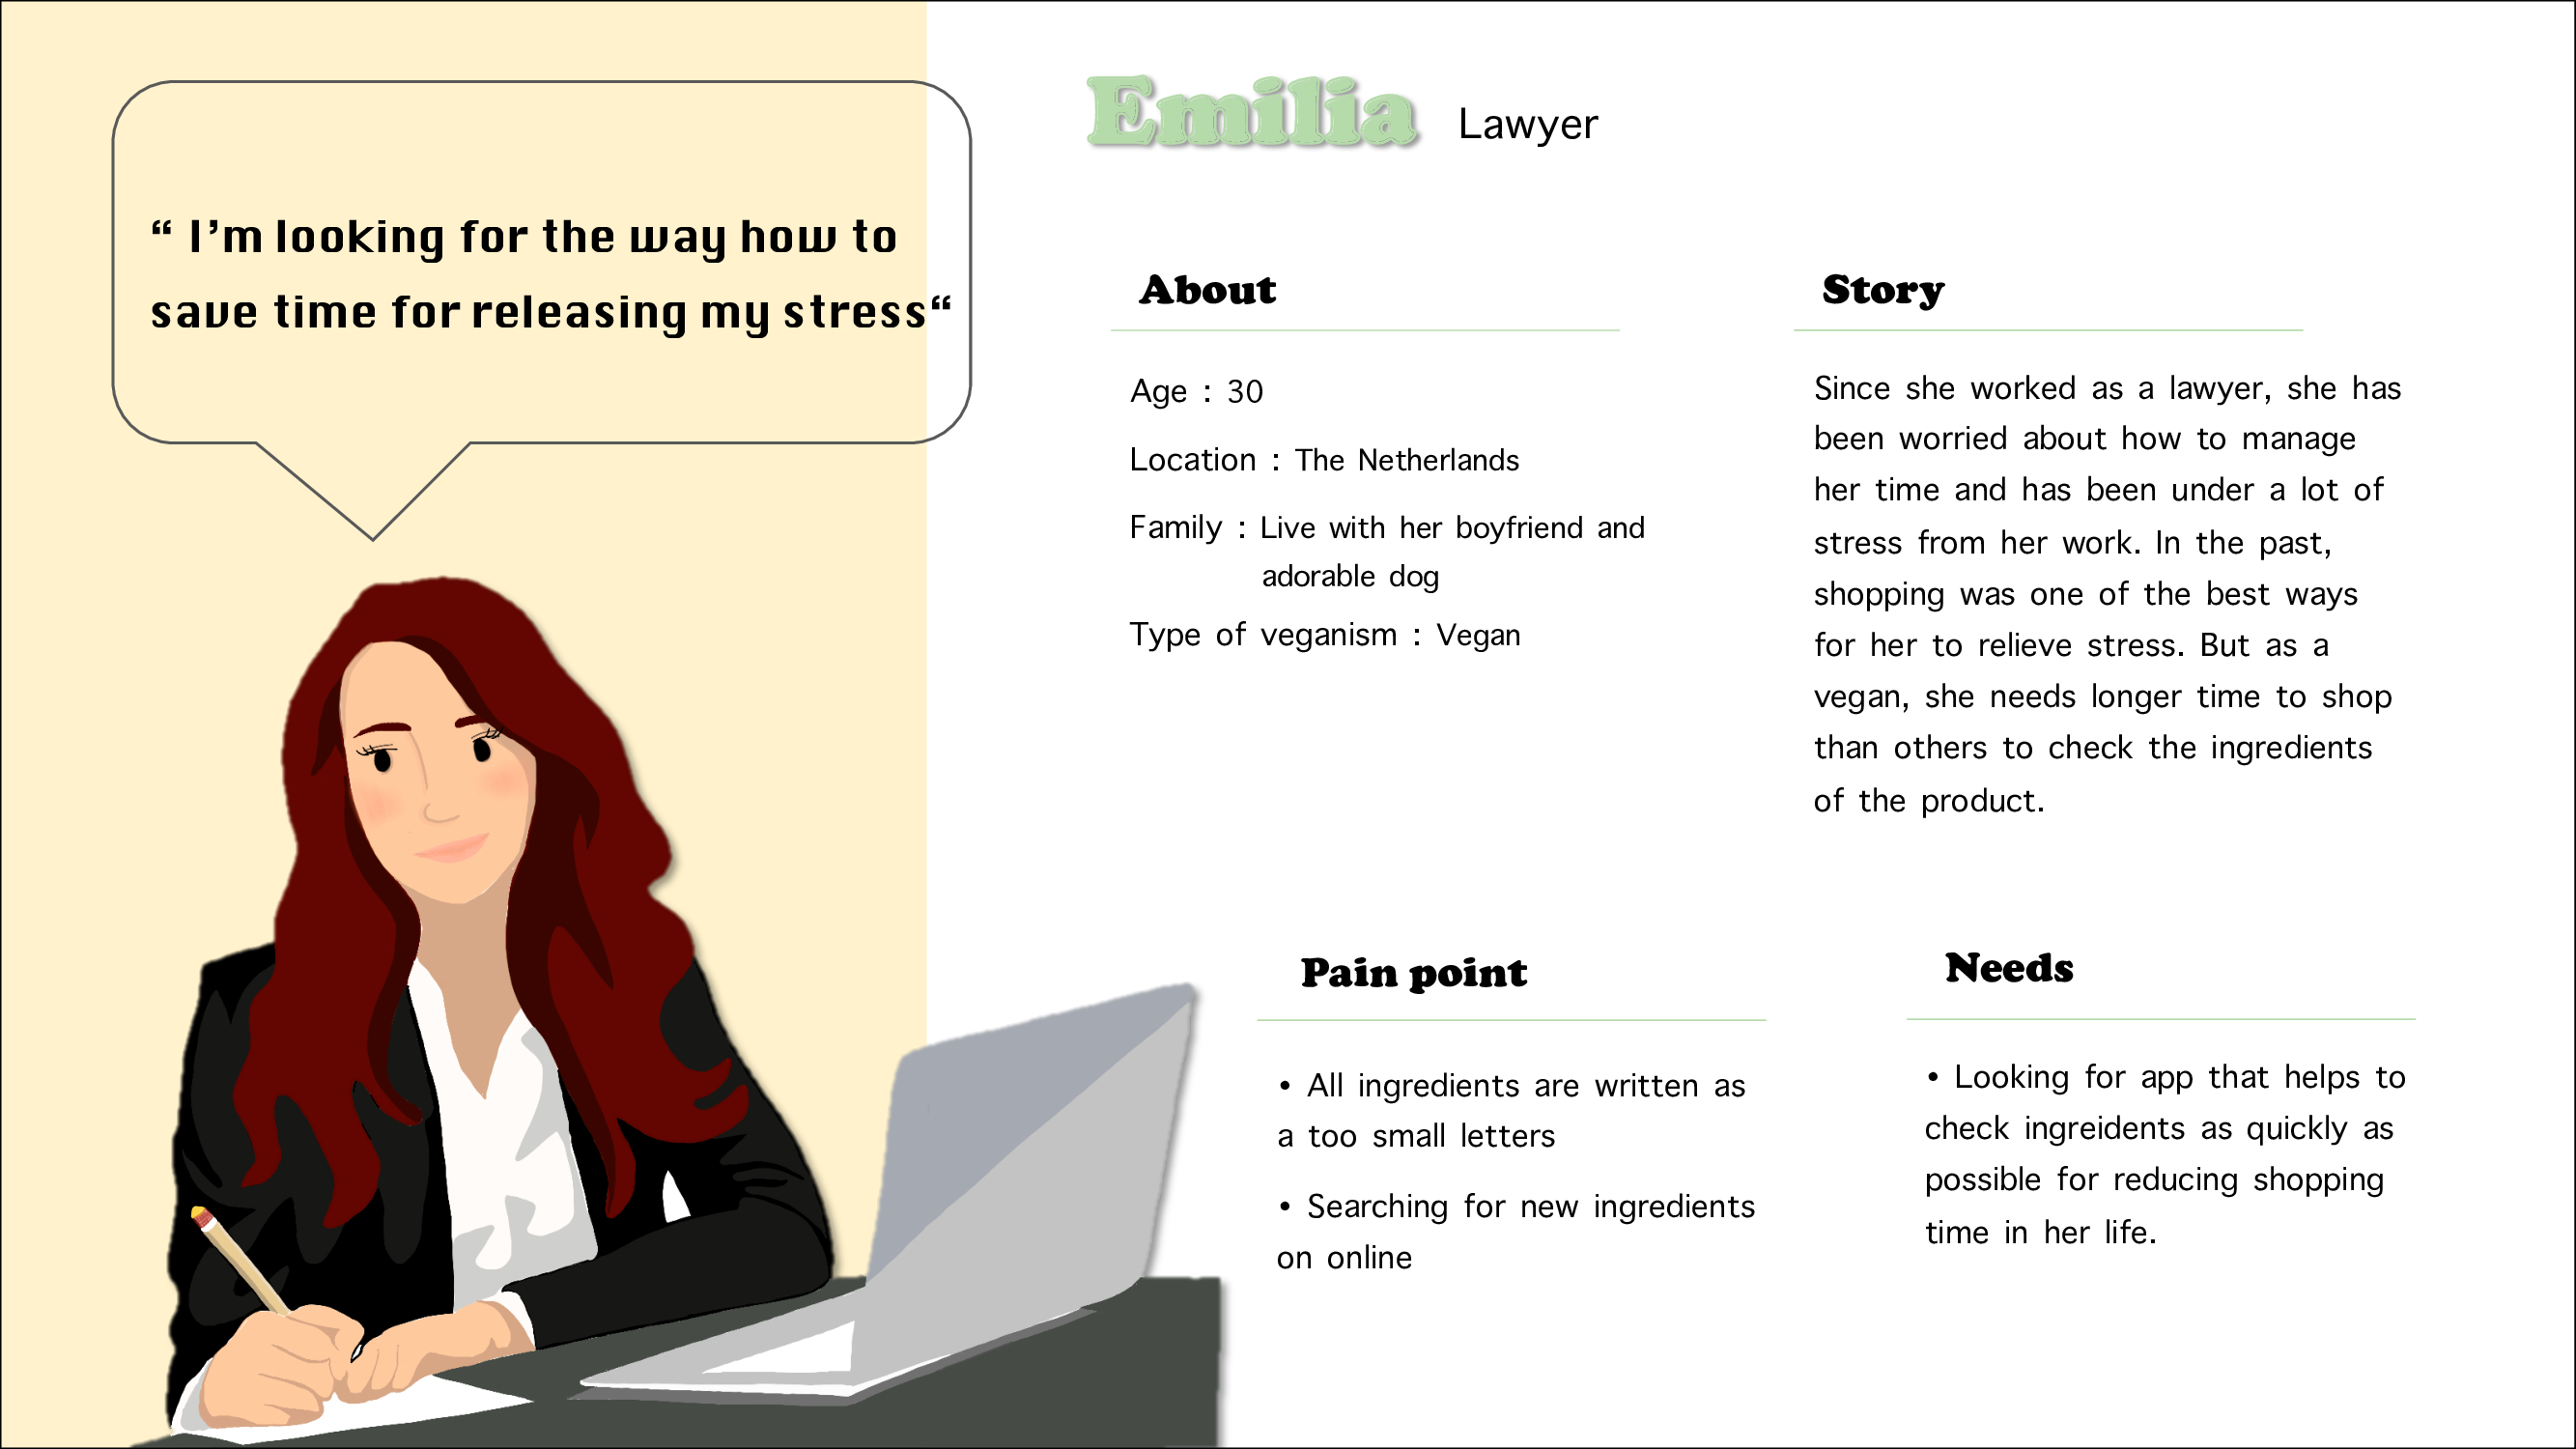 “ I’m looking for the way how to
save time for releasing my stress“
Emilia
Lawyer
About
Age : 30
Location : The Netherlands
Family : Live with her boyfriend and
adorable dog
Type of veganism : Vegan
Story
Since she worked as a lawyer, she has
been worried about how to manage
her time and has been under a lot of
stress from her work. In the past,
shopping was one of the best ways
for her to relieve stress. But as a
vegan, she needs longer time to shop
than others to check the ingredients
of the product.
Pain point
• All ingredients are written as
a too small letters
• Searching for new ingredients
on online
Needs
• Looking for app that helps to
check ingreidents as quickly as
possible for reducing shopping
time in her life.